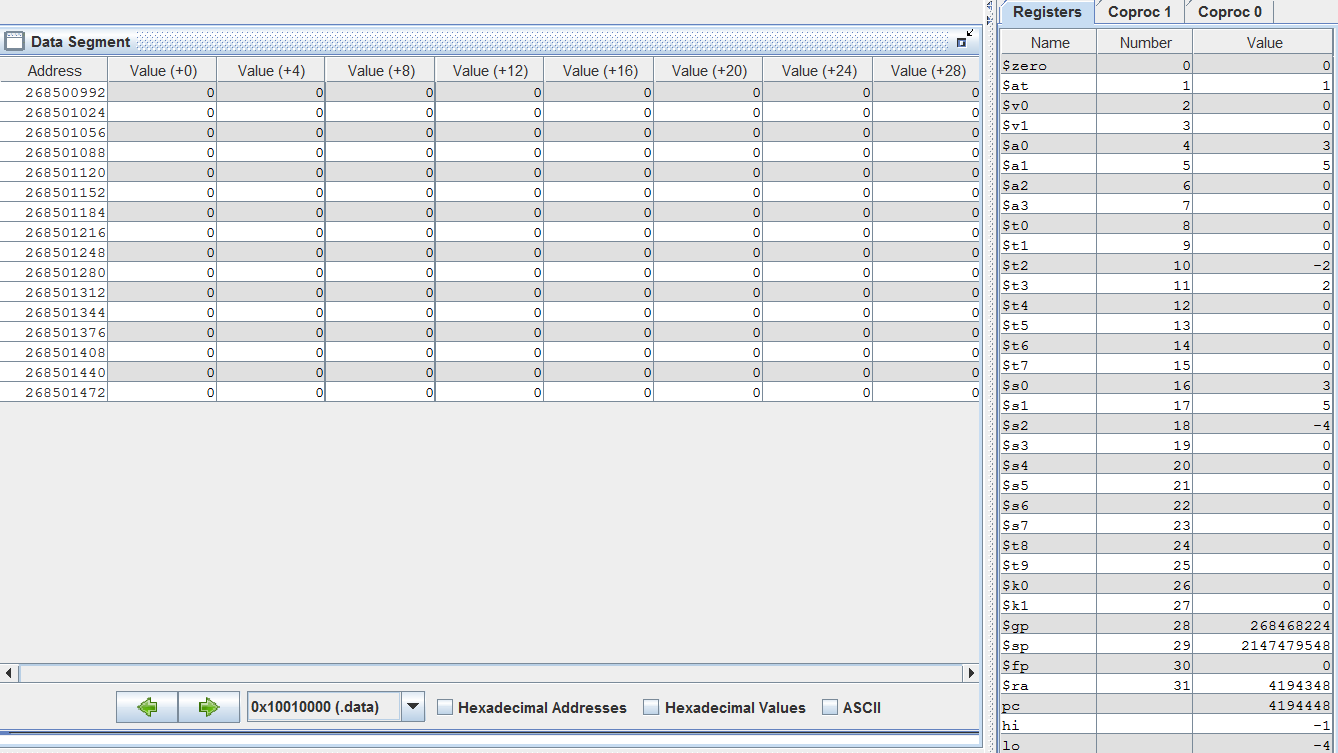 Data Segment
Address Value (+0) Value (+4) Value (+8) Value (+12) Value (+16) Value (+20) Value (+24) Value (+28)
268500992 0 0 0 0 0 0 0 0
268501024 0 0 0 0 0 0 0 0
268501056 0 0 0 0 0 0 0 0
268501088 0 0 0 0 0 0 0 0
268501120 0 0 0 0 0 0 0 0
268501152 0 0 0 0 0 0 0 0
268501184 0 0 0 0 0 0 0 0
268501216 0 0 0 0 0 0 0 0
268501248 0 0 0 0 0 0 0 0
268501280 0 0 0 0 0 0 0 0
268501312 0 0 0 0 0 0 0 0
268501344 0 0 0 0 0 0 0 0
268501376 0 0 0 0 0 0 0 0
268501408 0 0 0 0 0 0 0 0
268501440 0 0 0 0 0 0 0 0
268501472 0 0 0 0 0 0 0 0
0x10010000 (.data) Hexadecimal Addresses Hexadecimal Values ASCII
Registers Coproc 1 Coproc 0
Name Number Value
$zero 0 0
$at 1 1
$v0 2 0
$v1 3 0
$a0 4 3
$a1 5 5
$a2 6 0
$a3 7 0
$t0 8 0
$t1 9 0
$t2 10 -2
$t3 11 2
$t4 12 0
$t5 13 0
$t6 14 0
$t7 15 0
$s0 16 3
$s1 17 5
$s2 18 -4
$s3 19 0
$s4 20 0
$s5 21 0
$s6 22 0
$s7 23 0
$t8 24 0
$t9 25 0
$k0 26 0
$k1 27 0
$gp 28 268468224
$sp 29 2147479548
$fp 30 0
$ra 31 4194348
pc 4194448
hi -1
lo -4